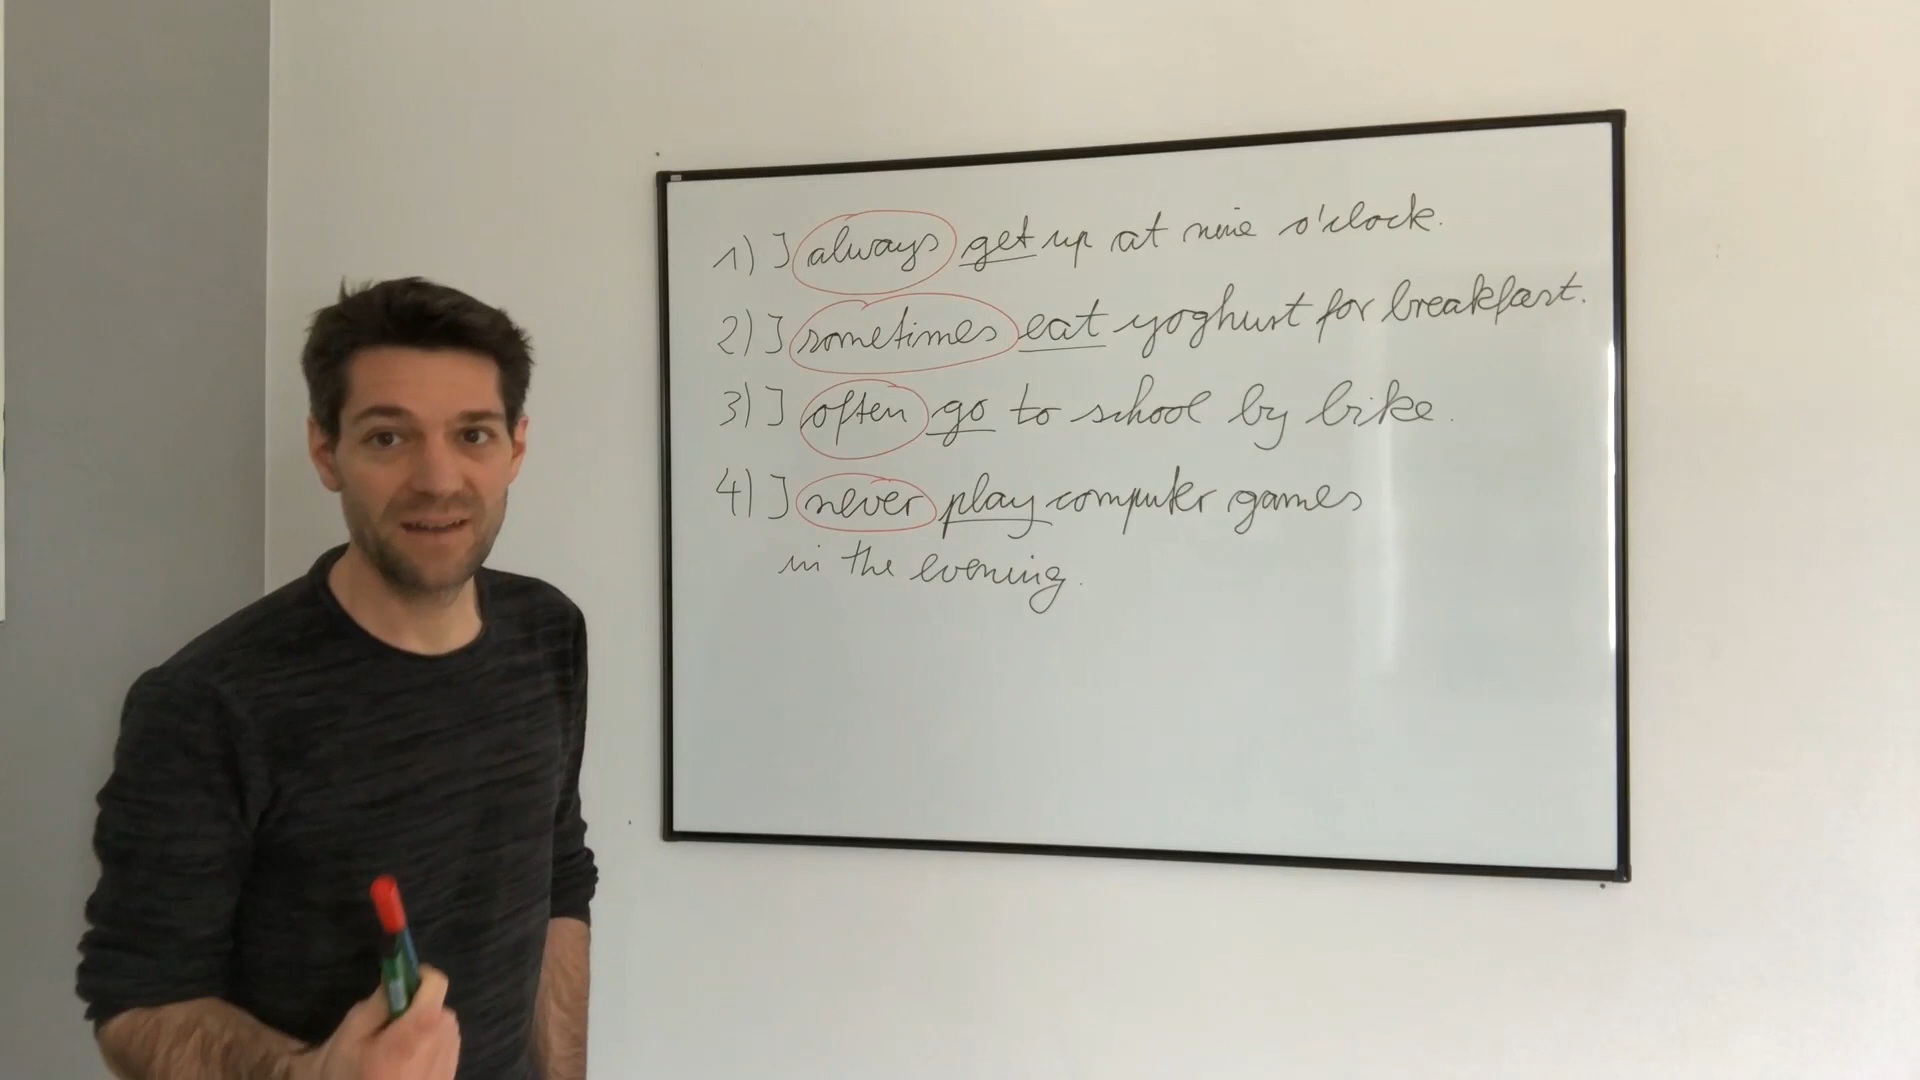 1) I always get up at nine o'clock.
2) I sometimes eat yoghurt for breakfast.
3) I often go to school by bike.
4) I never play computer games
in the evening.